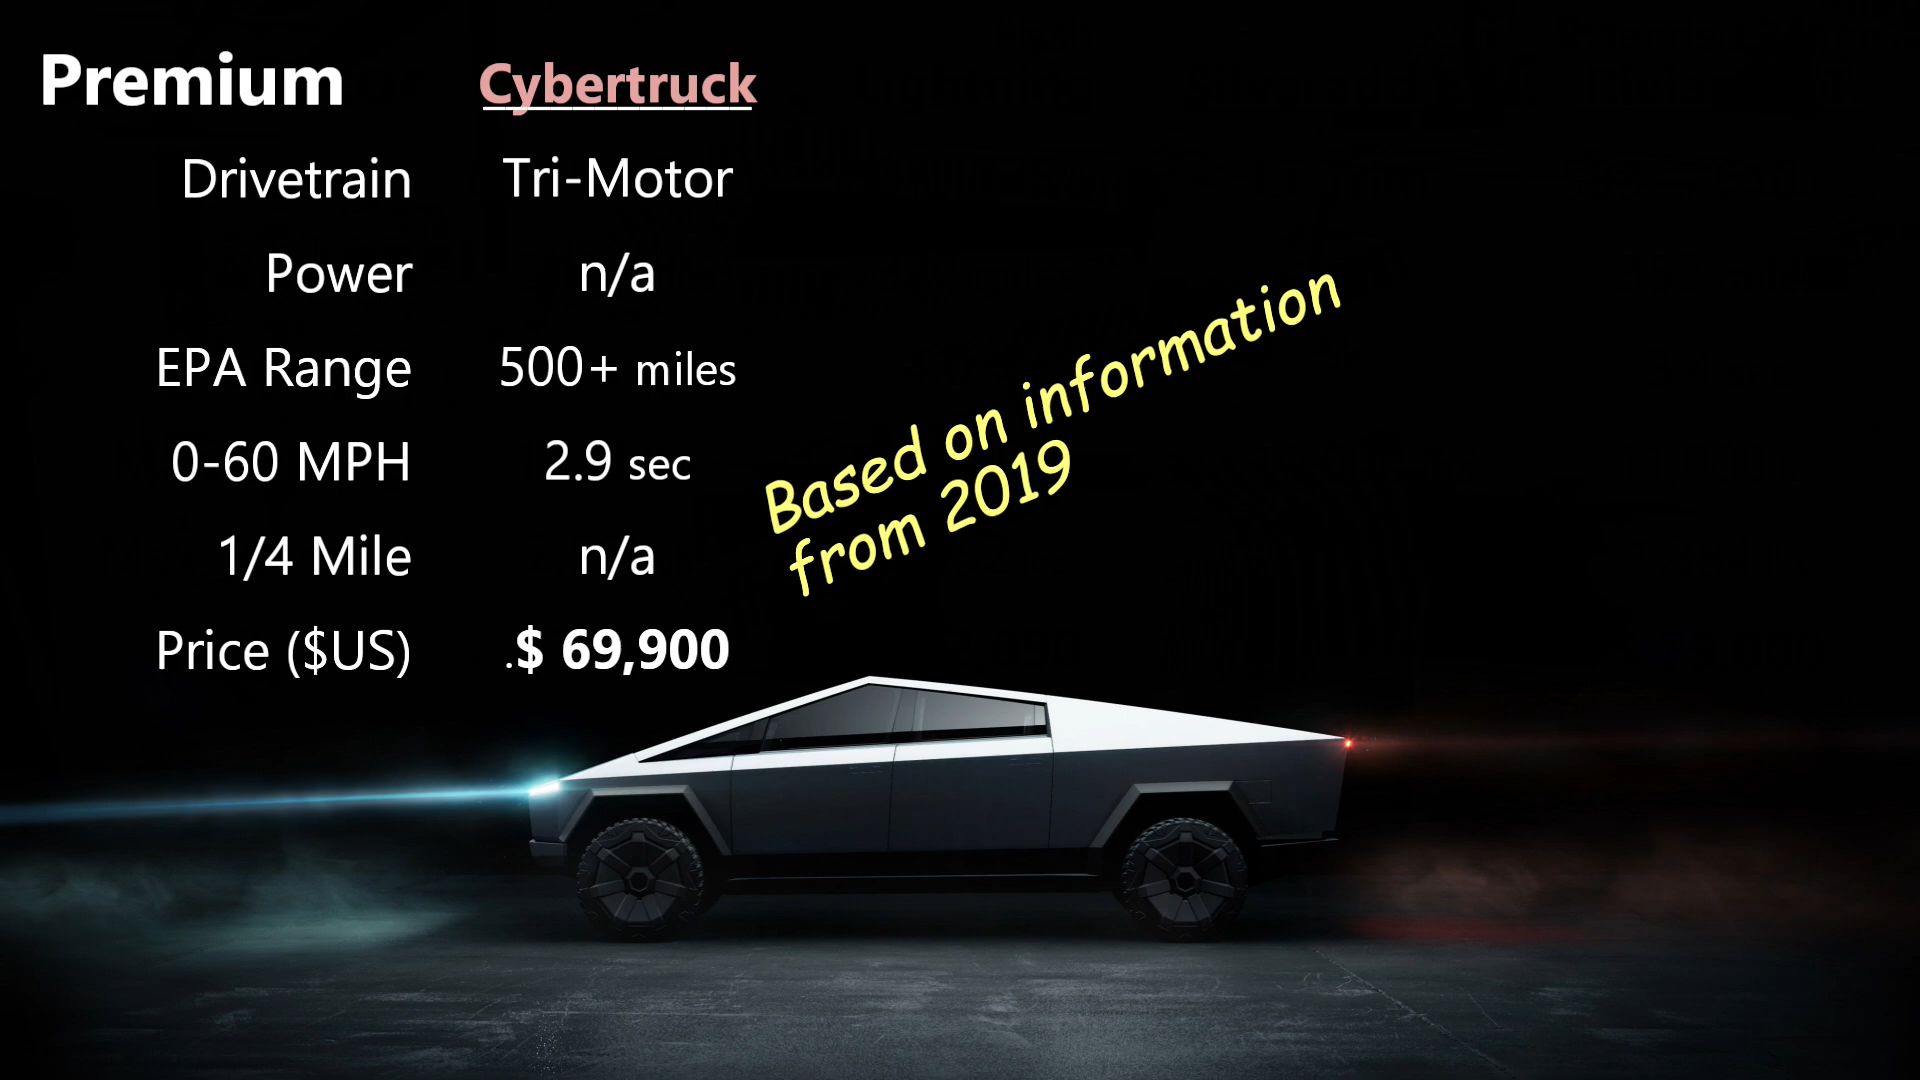 Premium Cybertruck
Drivetrain Tri-Motor
Power n/a
EPA Range 500+ miles
0-60 MPH 2.9 sec
1/4 Mile n/a
Price ($US) .$ 69,900
Based on information
from 2019